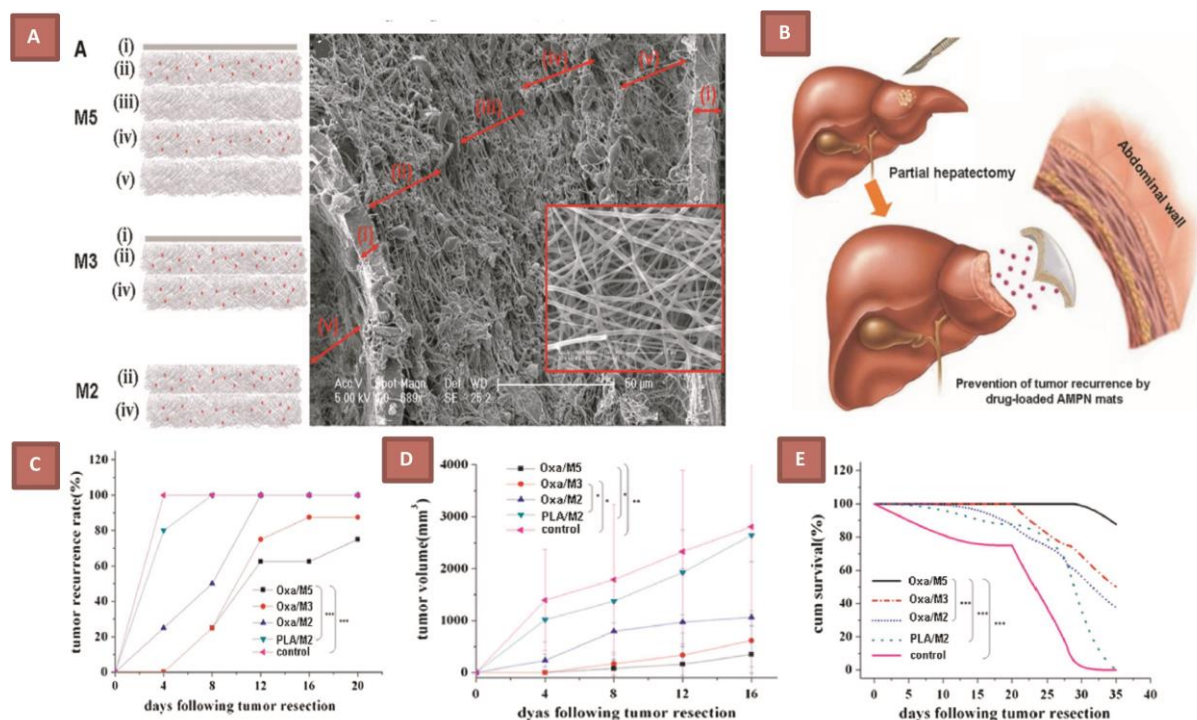 A
A
(i)
(ii)
(iii)
M5
(iv)
(v)
(i)
M3
(ii)
(iv)
(ii)
M2
(iv)
(iv)
(v)
(i)
(iii)
(ii)
(i)
(v)
Acc.V Spot Magn Det WD
50 µm
B
Partial hepatectomy
Abdominal wall
Prevention of tumor recurrence by
drug-loaded AMPN mats
C
tumor recurrence rate(%)
120
100
80
60
40
20
0
Oxa/M5
Oxa/M3
Oxa/M2
PLA/M2
control
***
***
0 4 8 12 16 20
days following tumor resection
D
tumor volume(mm³)
4000
3000
2000
1000
0
Oxa/M5
Oxa/M3
Oxa/M2
PLA/M2
control
*
*
*
**
0 4 8 12 16
dyas following tumor resection
E
cum survival(%)
120
100
80
60
40
20
0
Oxa/M5
Oxa/M3
Oxa/M2
PLA/M2
control
***
***
***
0 5 10 15 20 25 30 35 40
days following tumor resection